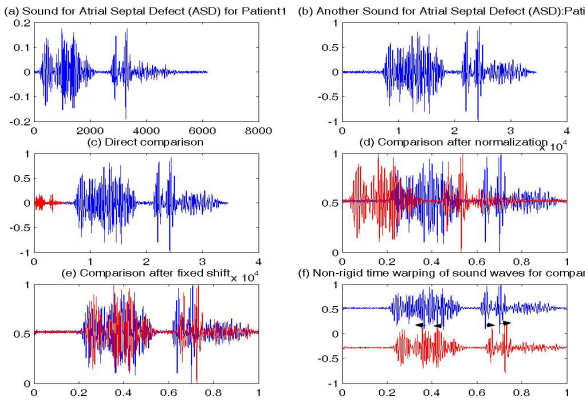 (a) Sound for Atrial Septal Defect (ASD) for Patient1
0.2
0.1
0
-0.1
-0.2
0 2000 4000 6000 8000
(b) Another Sound for Atrial Septal Defect (ASD):Pati
1
0.5
0
-0.5
-1
0 1 2 3 4
x 10^4
(c) Direct comparison
1
0.5
0
-0.5
-1
0 1 2 3 4
x 10^4
(d) Comparison after normalization
1
0.5
0
0 0.2 0.4 0.6 0.8 1
(e) Comparison after fixed shift
1
0.5
0
0 0.2 0.4 0.6 0.8 1
(f) Non-rigid time warping of sound waves for compar
1
0.5
0
-0.5
-1
0 0.2 0.4 0.6 0.8 1